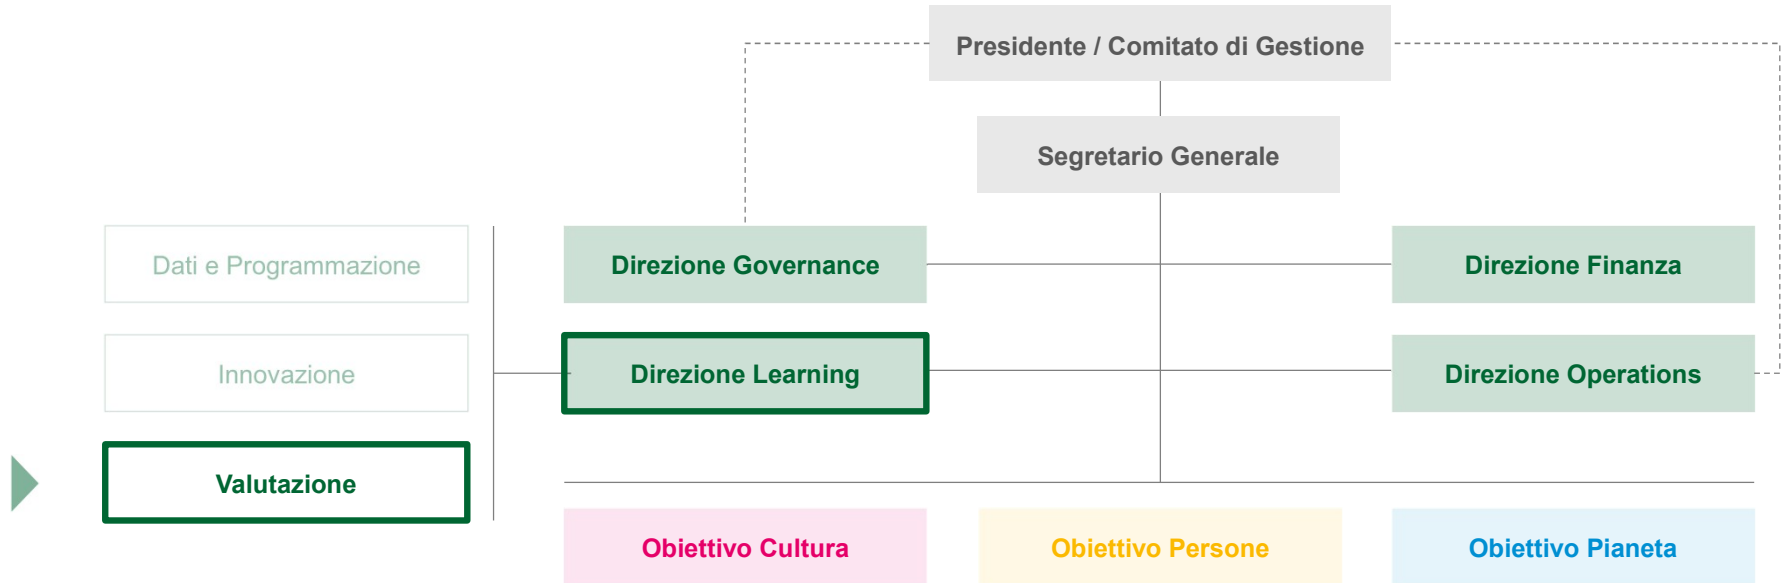 Presidente / Comitato di Gestione
Segretario Generale
Dati e Programmazione
Direzione Governance
Direzione Finanza
Innovazione
Direzione Learning
Direzione Operations
Valutazione
Obiettivo Cultura
Obiettivo Persone
Obiettivo Pianeta